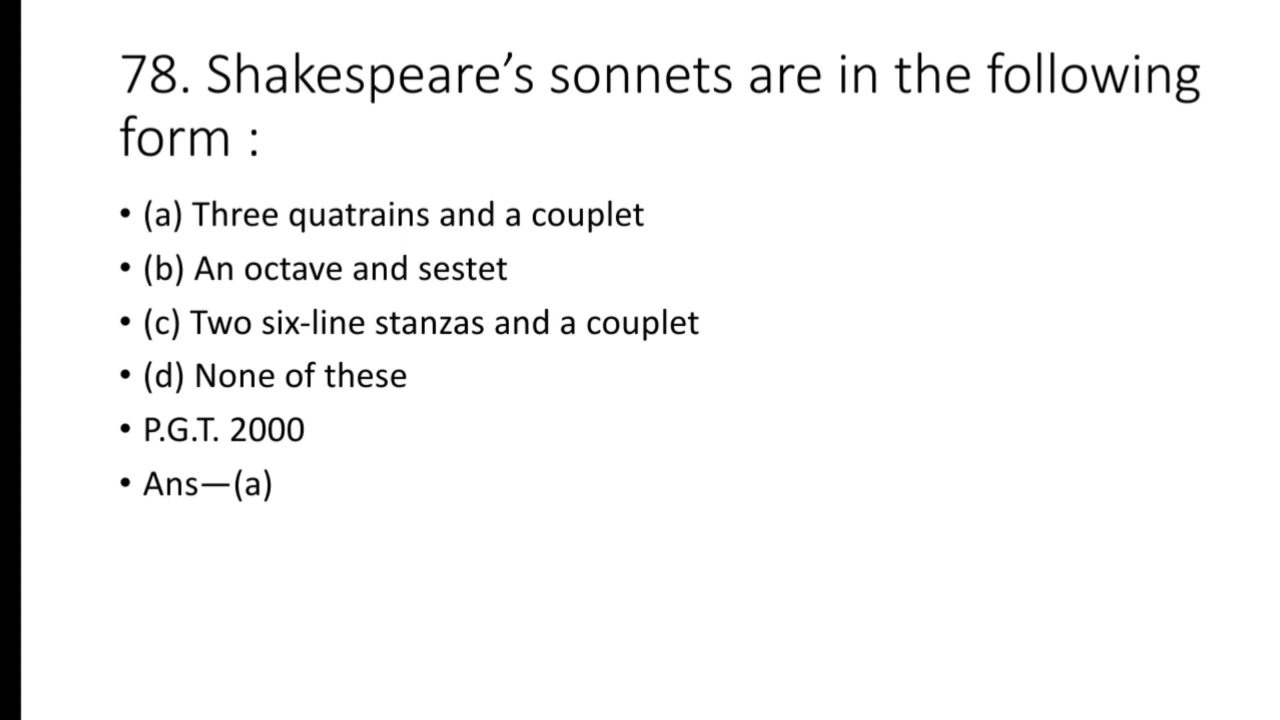 78. Shakespeare’s sonnets are in the following
form :
• (a) Three quatrains and a couplet
• (b) An octave and sestet
• (c) Two six-line stanzas and a couplet
• (d) None of these
• P.G.T. 2000
• Ans—(a)